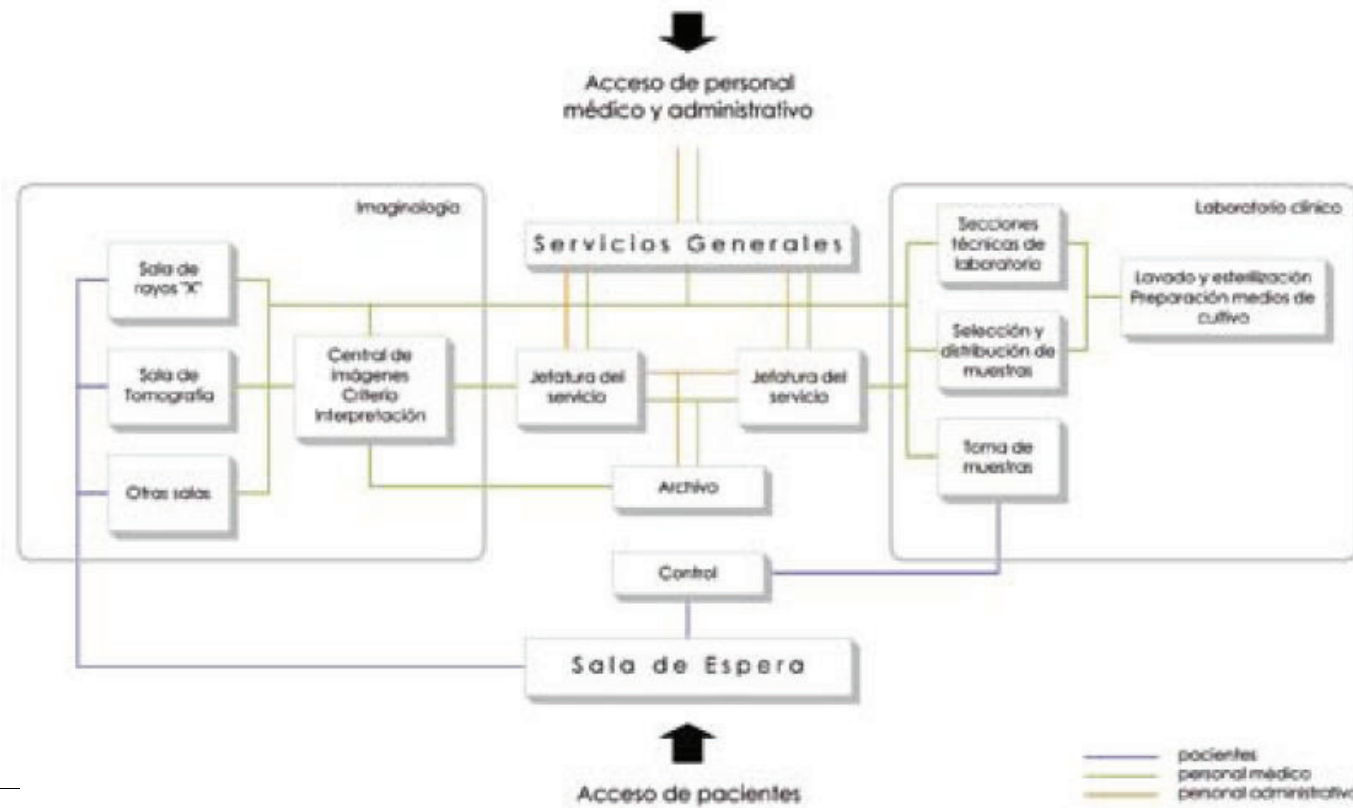 Acceso de personal
médico y administrativo
Imaginología
Sala de
rayos "X"
Sala de
Tomografía
Otras salas
Central de
imágenes
Criterio
Interpretación
Servicios Generales
Jefatura del
servicio
Jefatura del
servicio
Archivo
Control
Sala de Espera
Acceso de pacientes
Laboratorio clínico
Secciones
técnicas de
laboratorio
Selección y
distribución de
muestras
Toma de
muestras
Lavado y esterilización
Preparación medios de
cultivo
pacientes
personal médico
personal administrativo